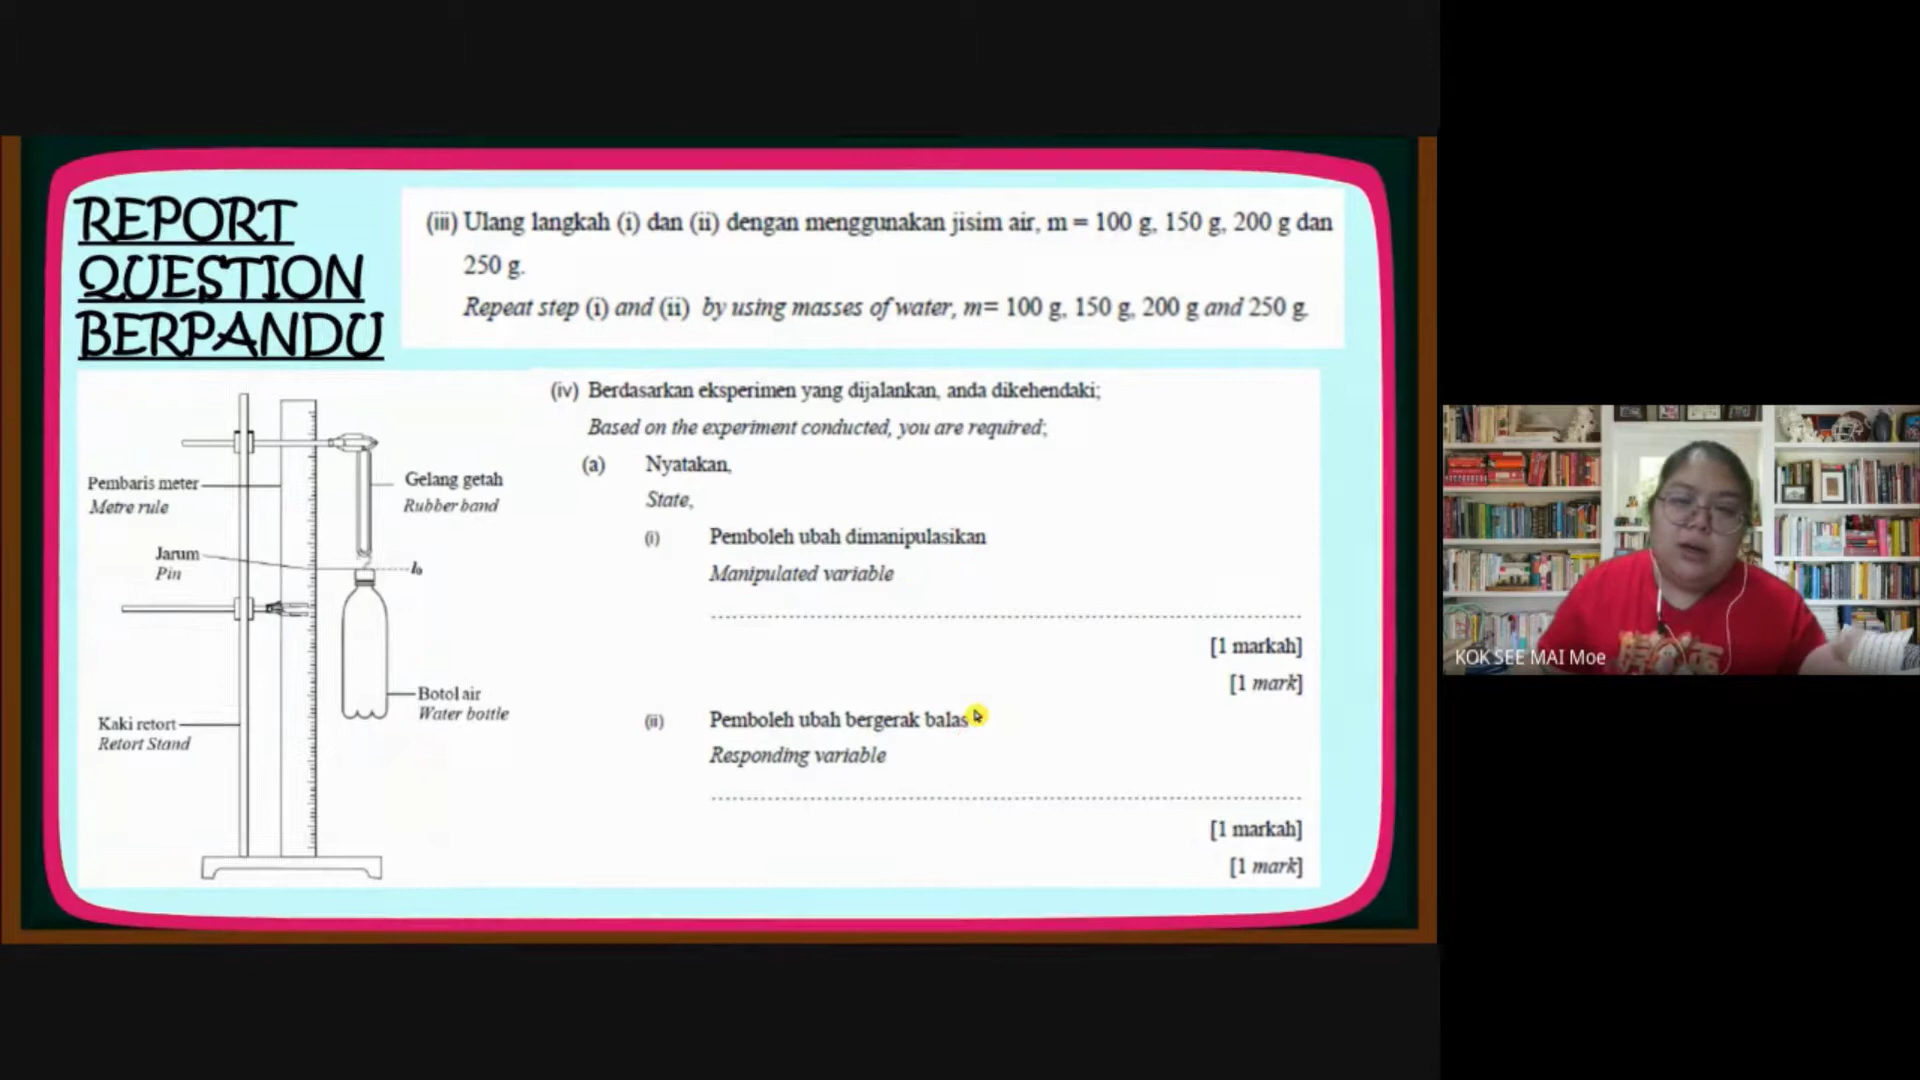 REPORT
QUESTION
BERPANDU
(iii) Ulang langkah (i) dan (ii) dengan menggunakan jisim air, m = 100 g, 150 g, 200 g dan
250 g.
Repeat step (i) and (ii) by using masses of water, m= 100 g, 150 g, 200 g and 250 g.
Pembaris meter
Metre rule
Gelang getah
Rubber band
Jarum
Pin
l₀
Botol air
Water bottle
Kaki retort
Retort Stand
(iv) Berdasarkan eksperimen yang dijalankan, anda dikehendaki;
Based on the experiment conducted, you are required;
(a) Nyatakan,
State,
(i) Pemboleh ubah dimanipulasikan
Manipulated variable
[1 markah]
[1 mark]
(ii) Pemboleh ubah bergerak balas
Responding variable
[1 markah]
[1 mark]
KOK SEE MAI Moe